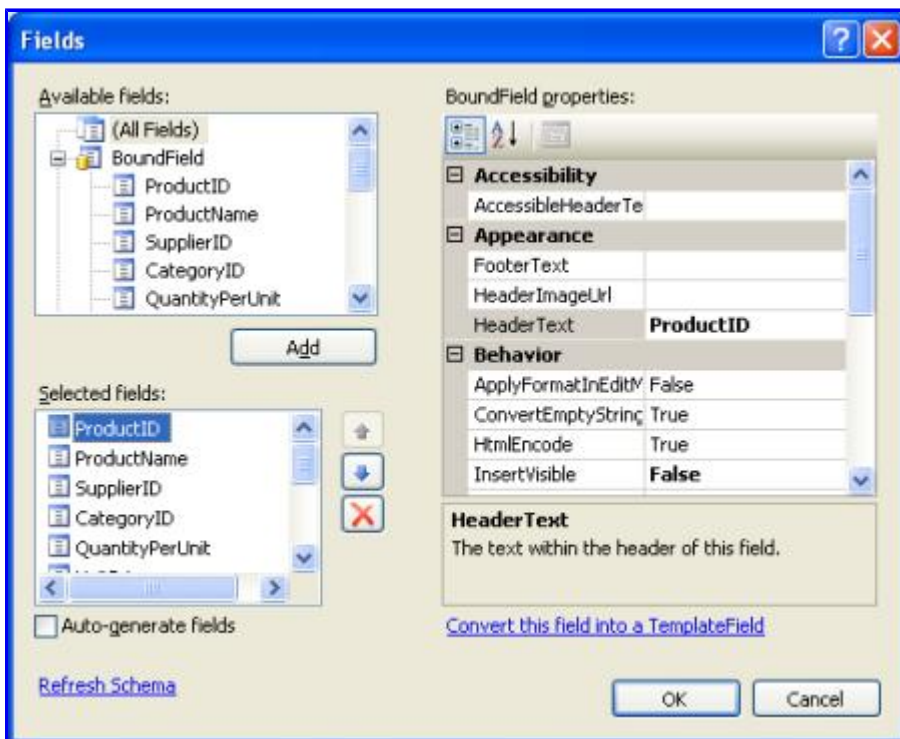 Fields
Available fields:
(All Fields)
BoundField
ProductID
ProductName
SupplierID
CategoryID
QuantityPerUnit
Add
Selected fields:
ProductID
ProductName
SupplierID
CategoryID
QuantityPerUnit
Auto-generate fields
Refresh Schema
BoundField properties:
Accessibility
AccessibleHeaderTe
Appearance
FooterText
HeaderImageUrl
HeaderText ProductID
Behavior
ApplyFormatInEditM False
ConvertEmptyString True
HtmlEncode True
InsertVisible False
HeaderText
The text within the header of this field.
Convert this field into a TemplateField
OK Cancel